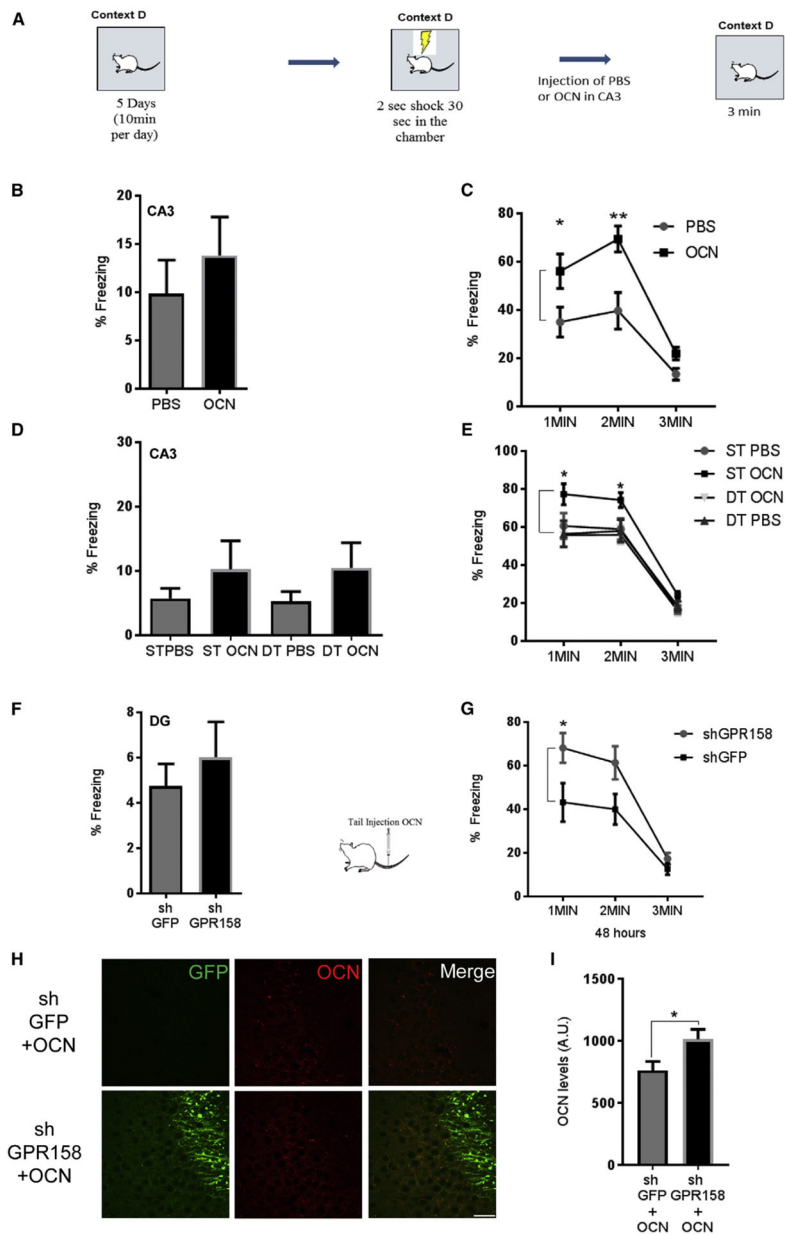 A
Context D
Context D
Context D
5 Days
(10min
per day)
2 sec shock 30
sec in the
chamber
Injection of PBS
or OCN in CA3
3 min
B
CA3
% Freezing
20
15
10
5
0
PBS
OCN
C
% Freezing
80
60
40
20
0
*
**
PBS
OCN
1MIN
2MIN
3MIN
D
CA3
% Freezing
30
20
10
0
STPBS
ST OCN
DT PBS
DT OCN
E
% Freezing
100
80
60
40
20
0
*
*
ST PBS
ST OCN
DT OCN
DT PBS
1MIN
2MIN
3MIN
F
DG
% Freezing
8
6
4
2
0
sh
GFP
sh
GPR158
Tail Injection OCN
G
% Freezing
80
60
40
20
0
*
shGPR158
shGFP
1MIN
2MIN
3MIN
48 hours
H
GFP
OCN
Merge
sh
GFP
+OCN
sh
GPR158
+OCN
I
OCN levels (A.U.)
1500
1000
500
0
*
sh
GFP
+
OCN
sh
GPR158
+
OCN